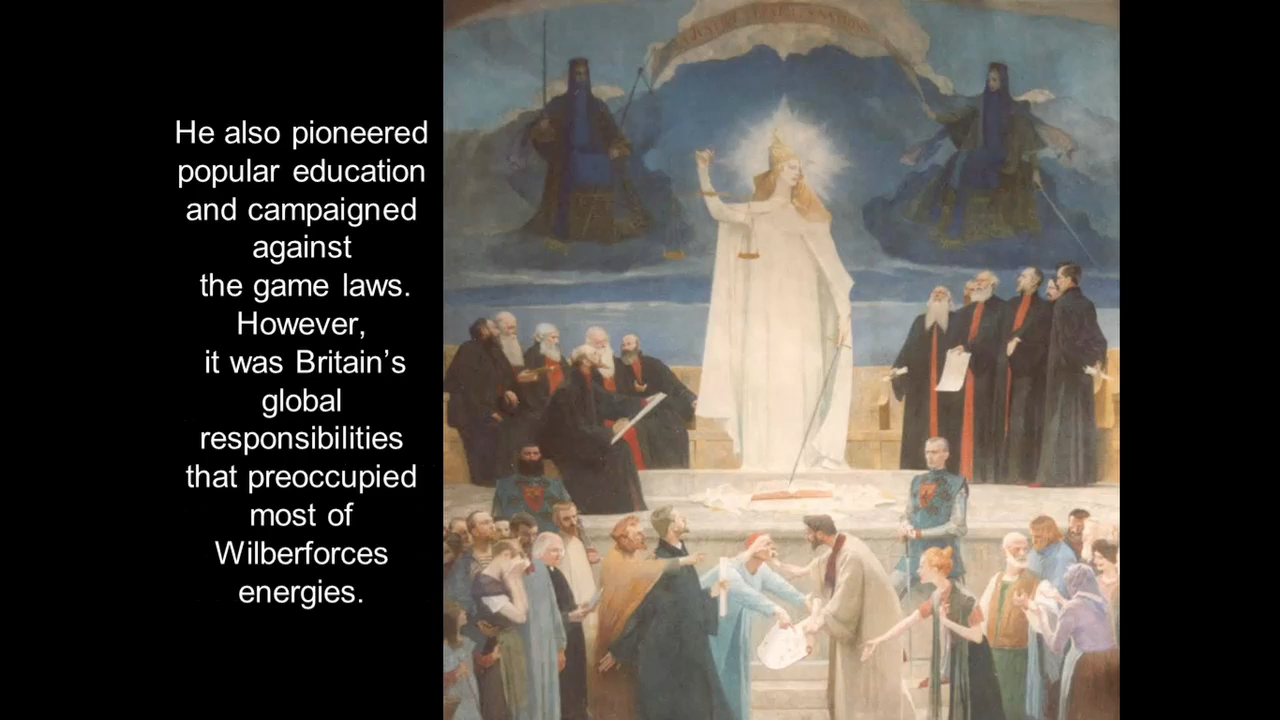 He also pioneered
popular education
and campaigned
against
the game laws.
However,
it was Britain’s
global
responsibilities
that preoccupied
most of
Wilberforces
energies.